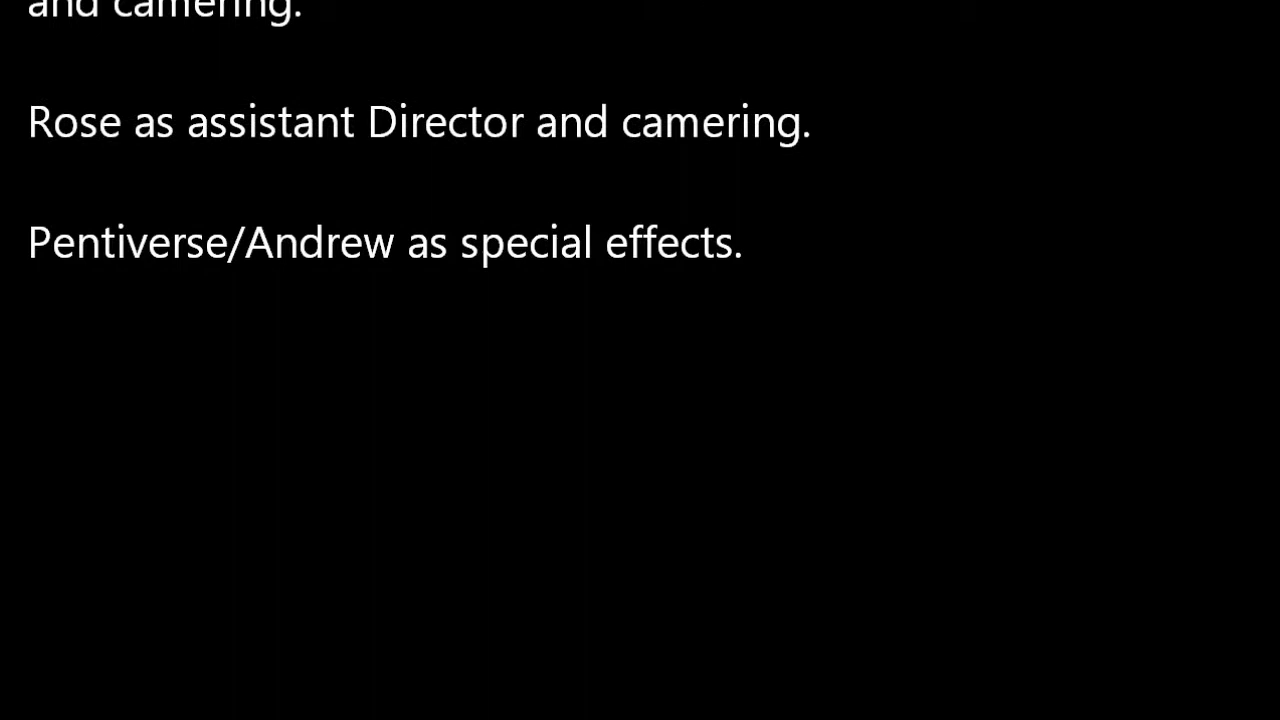 and camering.
Rose as assistant Director and camering.
Pentiverse/Andrew as special effects.